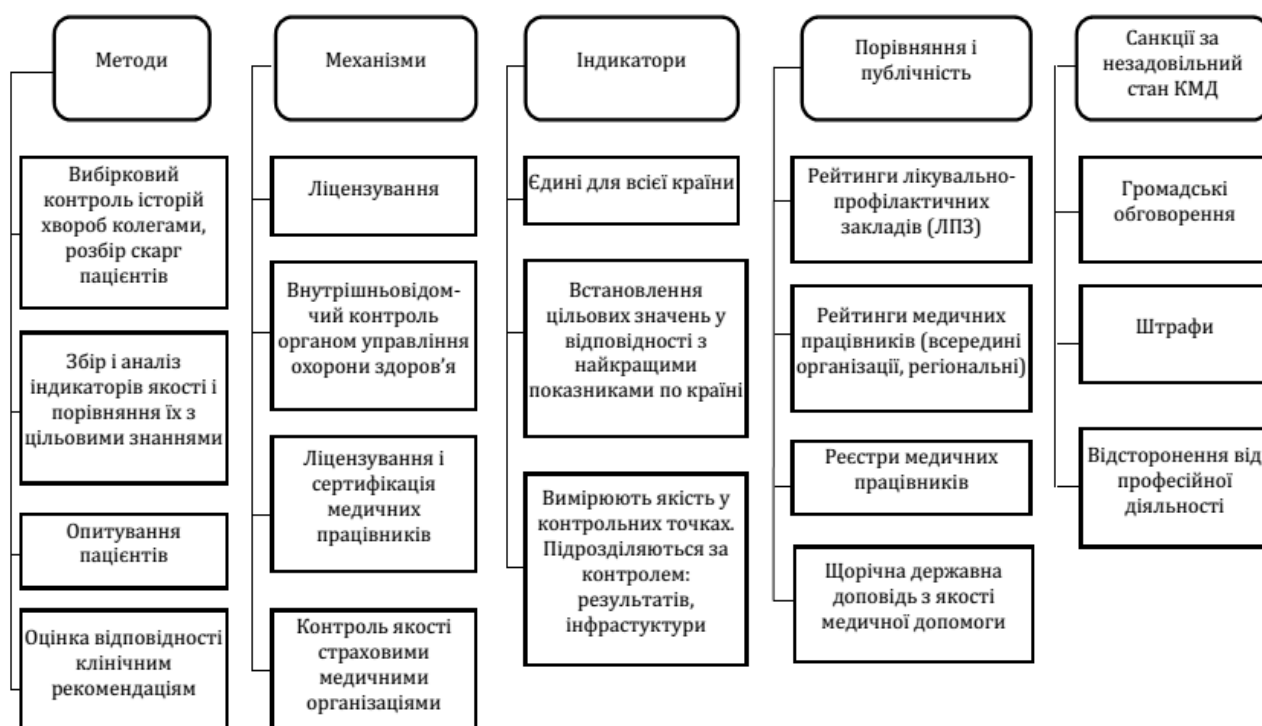 Методи
Вибірковий
контроль історій
хвороб колегами,
розбір скарг
пацієнтів
Збір і аналіз
індикаторів якості і
порівняння їх з
цільовими знаннями
Опитування
пацієнтів
Оцінка відповідності
клінічним
рекомендаціям
Механізми
Ліцензування
Внутрішньовідом-
чий контроль
органом управління
охорони здоров’я
Ліцензування і
сертифікація
медичних
працівників
Контроль якості
страховими
медичними
організаціями
Індикатори
Єдині для всієї країни
Встановлення
цільових значень у
відповідності з
найкращими
показниками по країні
Вимірюють якість у
контрольних точках.
Підрозділяються за
контролем:
результатів,
інфрастуктури
Порівняння і
публічність
Рейтинги лікувально-
профілактичних
закладів (ЛПЗ)
Рейтинги медичних
працівників (всередині
організації, регіональні)
Реєстри медичних
працівників
Щорічна державна
доповідь з якості
медичної допомоги
Санкції за
незадовільний
стан КМД
Громадські
обговорення
Штрафи
Відсторонення від
професійної
діяльності